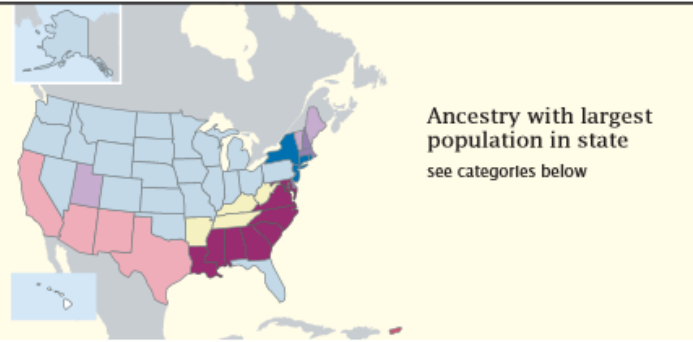 Ancestry with largest
population in state
see categories below